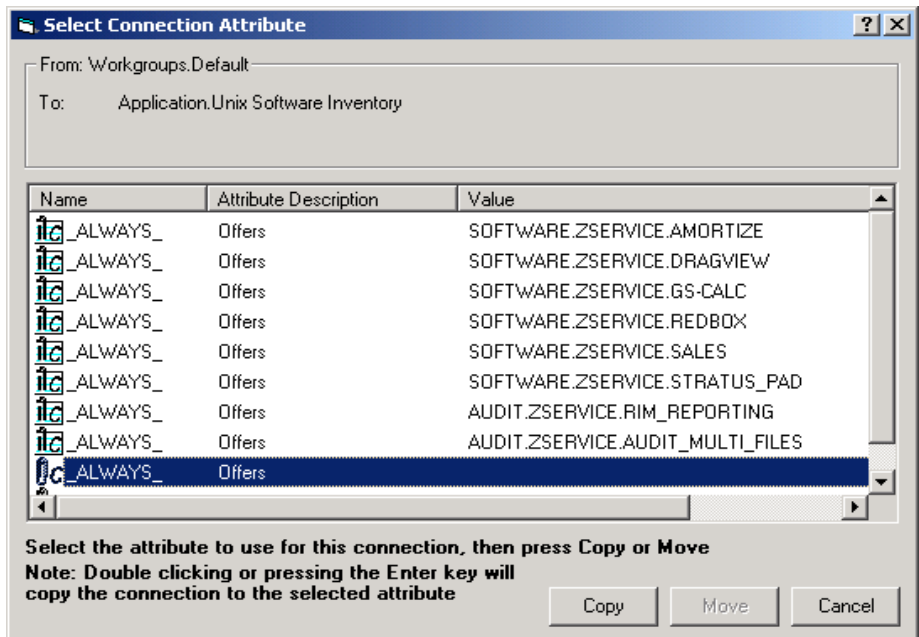 Select Connection Attribute
From: Workgroups.Default
To: Application.Unix Software Inventory
Name Attribute Description Value
_ALWAYS_ Offers SOFTWARE.ZSERVICE.AMORTIZE
_ALWAYS_ Offers SOFTWARE.ZSERVICE.DRAGVIEW
_ALWAYS_ Offers SOFTWARE.ZSERVICE.GS-CALC
_ALWAYS_ Offers SOFTWARE.ZSERVICE.REDBOX
_ALWAYS_ Offers SOFTWARE.ZSERVICE.SALES
_ALWAYS_ Offers SOFTWARE.ZSERVICE.STRATUS_PAD
_ALWAYS_ Offers AUDIT.ZSERVICE.RIM_REPORTING
_ALWAYS_ Offers AUDIT.ZSERVICE.AUDIT_MULTI_FILES
_ALWAYS_ Offers
Select the attribute to use for this connection, then press Copy or Move
Note: Double clicking or pressing the Enter key will
copy the connection to the selected attribute
Copy Move Cancel